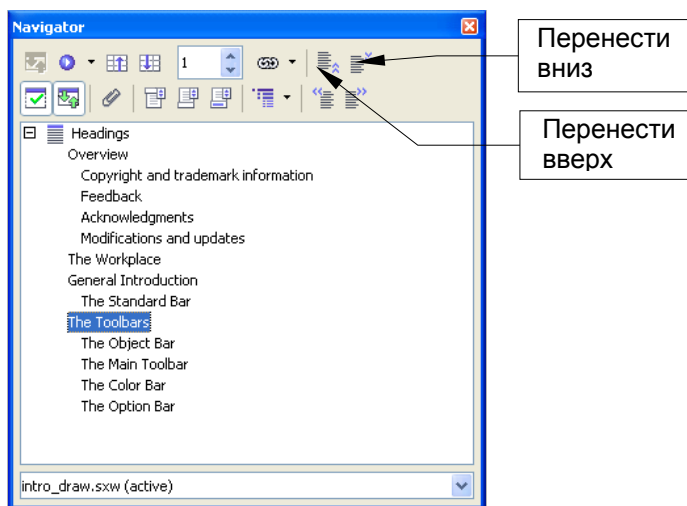 Navigator
1
Перенести
вниз
Перенести
вверх
Headings
Overview
Copyright and trademark information
Feedback
Acknowledgments
Modifications and updates
The Workplace
General Introduction
The Standard Bar
The Toolbars
The Object Bar
The Main Toolbar
The Color Bar
The Option Bar
intro_draw.sxw (active)